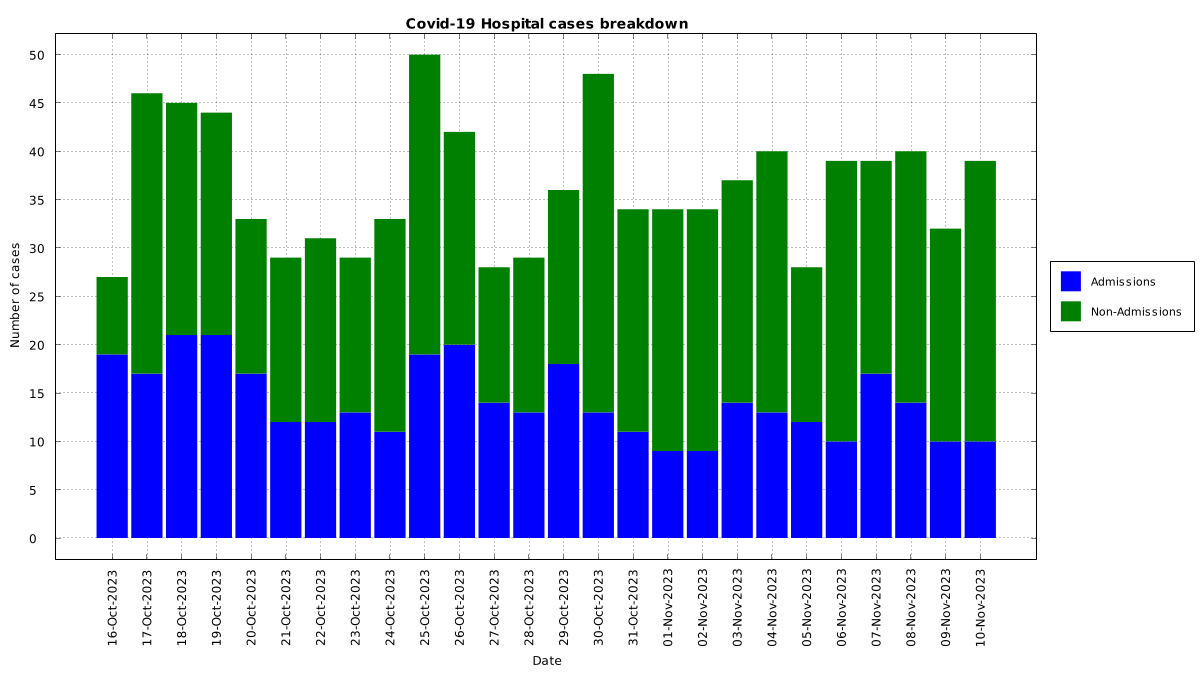 Covid-19 Hospital cases breakdown
50
45
40
35
30
25
20
15
10
5
0
Number of cases
Admissions
Non-Admissions
16-Oct-2023
17-Oct-2023
18-Oct-2023
19-Oct-2023
20-Oct-2023
21-Oct-2023
22-Oct-2023
23-Oct-2023
24-Oct-2023
25-Oct-2023
26-Oct-2023
27-Oct-2023
28-Oct-2023
29-Oct-2023
30-Oct-2023
31-Oct-2023
01-Nov-2023
02-Nov-2023
03-Nov-2023
04-Nov-2023
05-Nov-2023
06-Nov-2023
07-Nov-2023
08-Nov-2023
09-Nov-2023
10-Nov-2023
Date